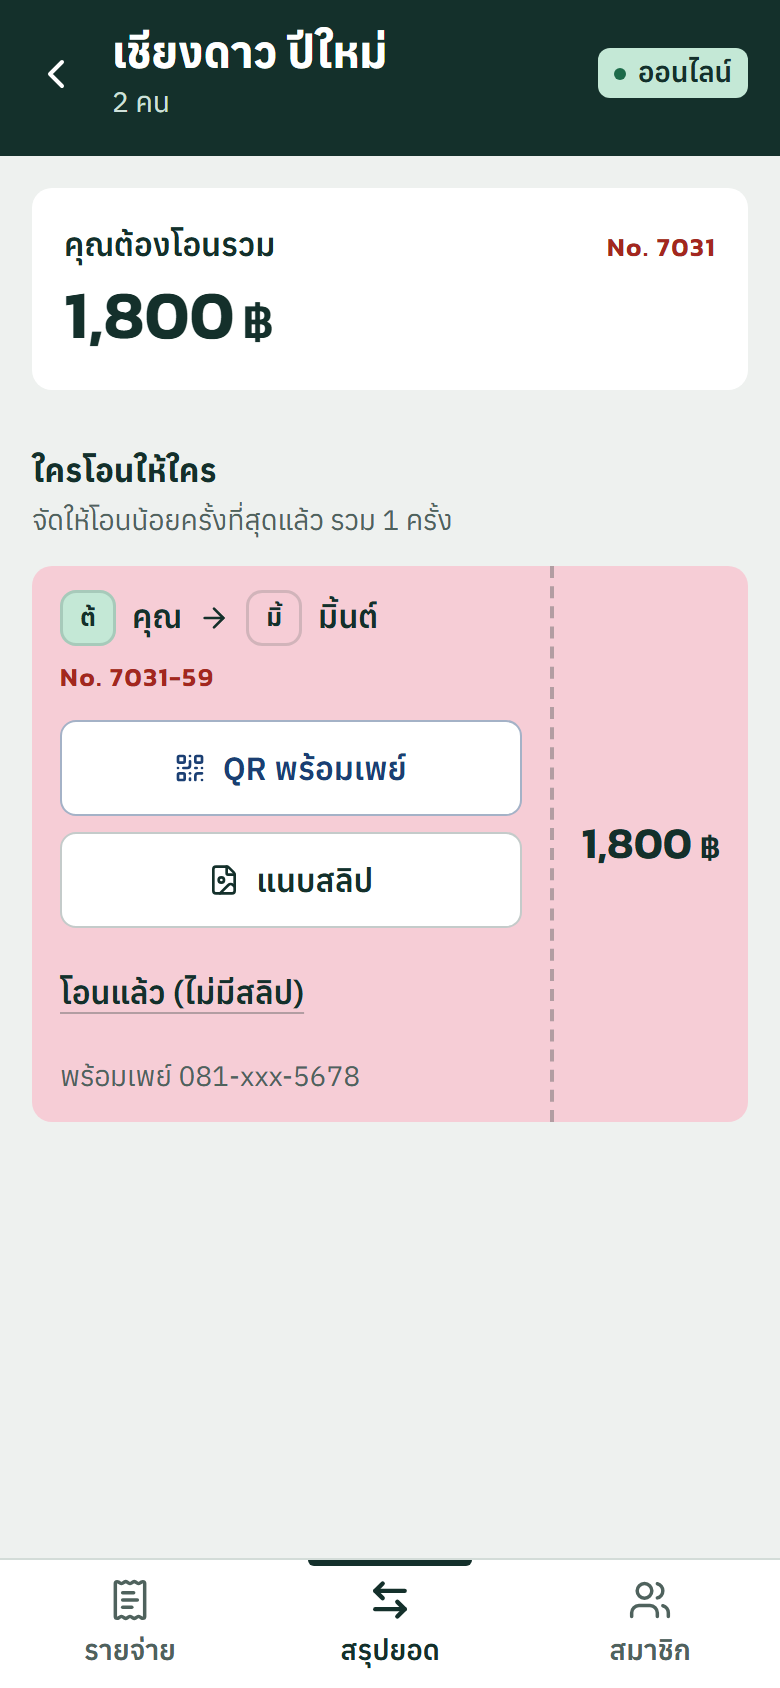 เชียงดาว ปีใหม่
2 คน
ออนไลน์
คุณต้องโอนรวม
No. 7031
1,800 ฿
ใครโอนให้ใคร
จัดให้โอนน้อยครั้งที่สุดแล้ว รวม 1 ครั้ง
ต้ คุณ → มิ้ มิ้นต์
No. 7031-59
QR พร้อมเพย์
แนบสลิป
1,800 ฿
โอนแล้ว (ไม่มีสลิป)
พร้อมเพย์ 081-xxx-5678
รายจ่าย
สรุปยอด
สมาชิก